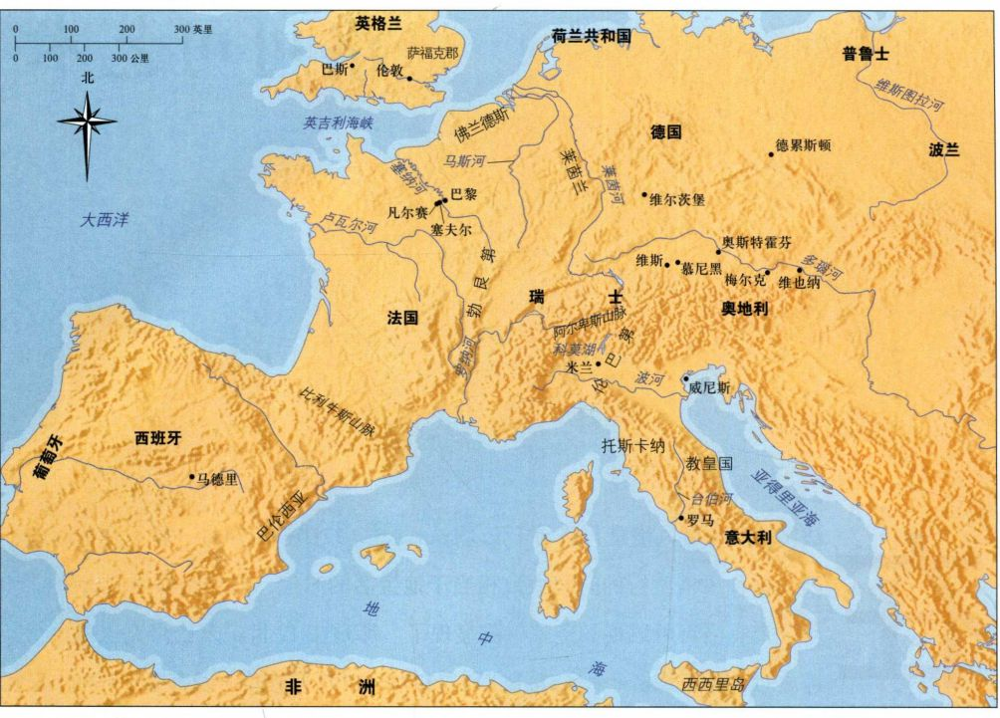 0 100 200 300 英里
0 100 200 300 公里
北
英格兰
萨福克郡
巴斯
伦敦
荷兰共和国
普鲁士
维斯图拉河
英吉利海峡
佛兰德斯
德国
德累斯顿
波兰
马斯河
莱茵兰
莱茵河
塞纳河
巴黎
凡尔赛
塞夫尔
维尔茨堡
大西洋
卢瓦尔河
奥斯特霍芬
维斯
慕尼黑
梅尔克
维也纳
多瑙河
勃艮第
瑞士
奥地利
法国
阿尔卑斯山脉
科莫湖
罗纳河
米兰
伦巴第
波河
威尼斯
比利牛斯山脉
葡萄牙
西班牙
马德里
巴伦西亚
托斯卡纳
教皇国
亚得里亚海
台伯河
罗马
意大利
地中海
非洲
西西里岛